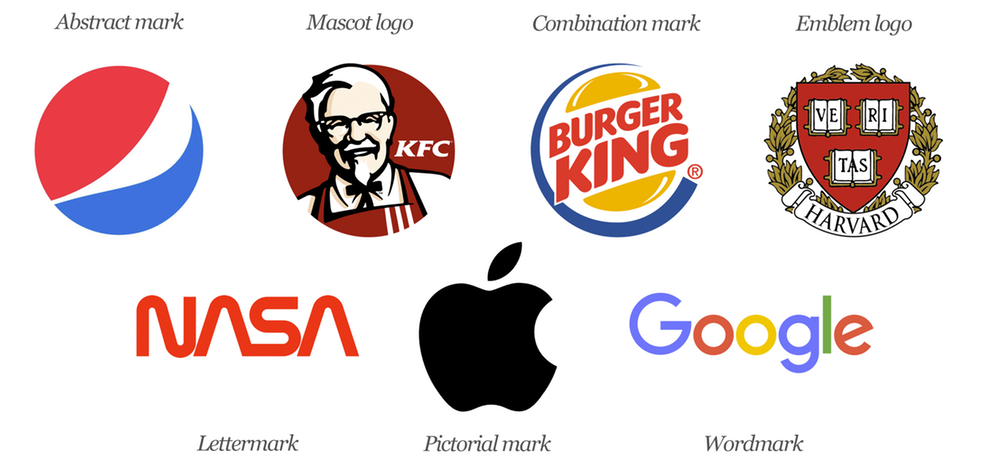 Abstract mark
Mascot logo
Combination mark
Emblem logo
KFC
BURGER
KING
®
VE RI
TAS
HARVARD
NASA
Google
Lettermark
Pictorial mark
Wordmark